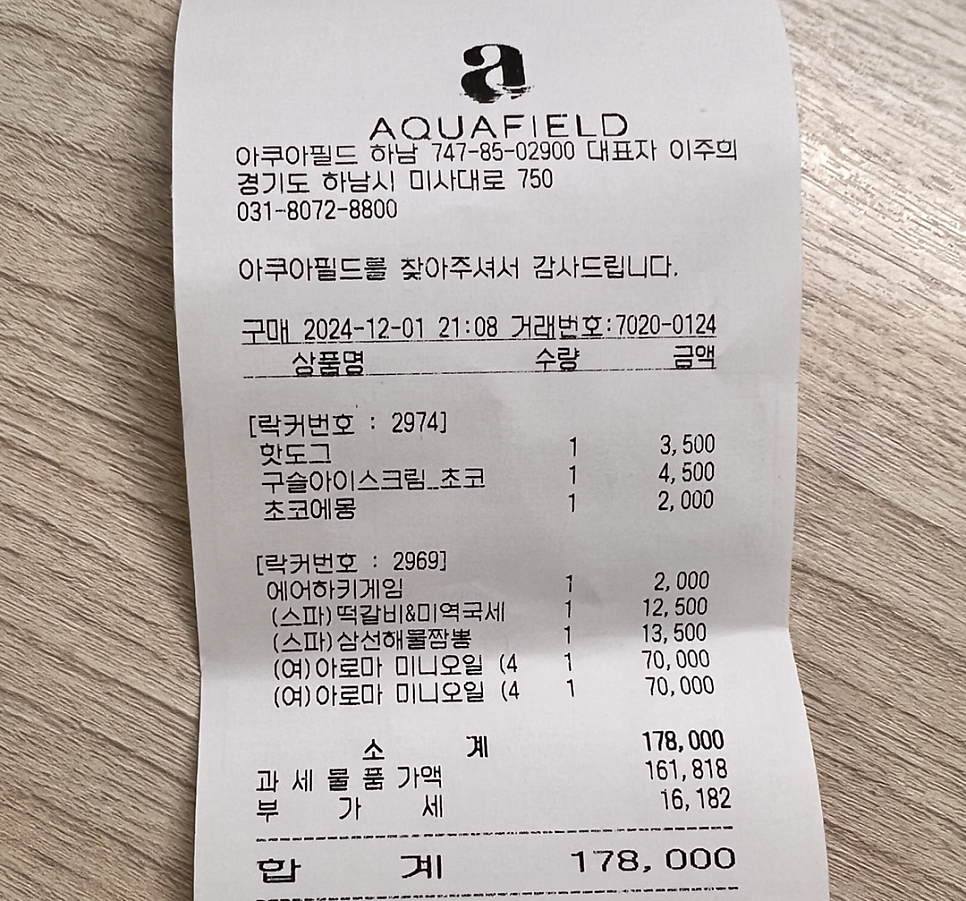 a
AQUAFIELD
아쿠아필드 하남 747-85-02900 대표자 이주희
경기도 하남시 미사대로 750
031-8072-8800
아쿠아필드를 찾아주셔서 감사드립니다.
구매 2024-12-01 21:08 거래번호:7020-0124
상품명 수량 금액
[락커번호 : 2974]
핫도그 1 3,500
구슬아이스크림_초코 1 4,500
초코에몽 1 2,000
[락커번호 : 2969]
에어하키게임 1 2,000
(스파)떡갈비&미역국세 1 12,500
(스파)삼선해물짬뽕 1 13,500
(여)아로마 미니오일 (4 1 70,000
(여)아로마 미니오일 (4 1 70,000
소 계 178,000
과 세 물 품 가액 161,818
부 가 세 16,182
합 계 178,000